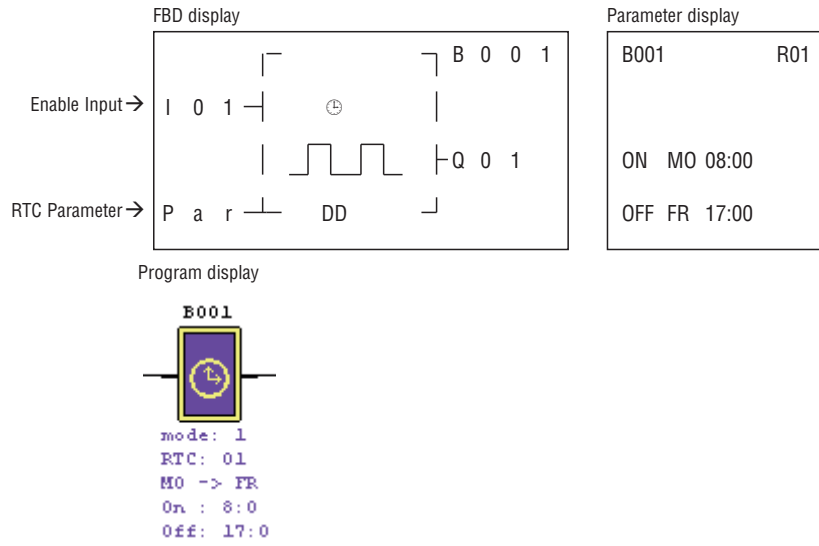 FBD display
B 0 0 1
Enable Input → I 0 1
Q 0 1
RTC Parameter → P a r DD
Parameter display
B001 R01
ON MO 08:00
OFF FR 17:00
Program display
B001
mode: 1
RTC: 01
MO -> FR
On : 8:0
Off: 17:0